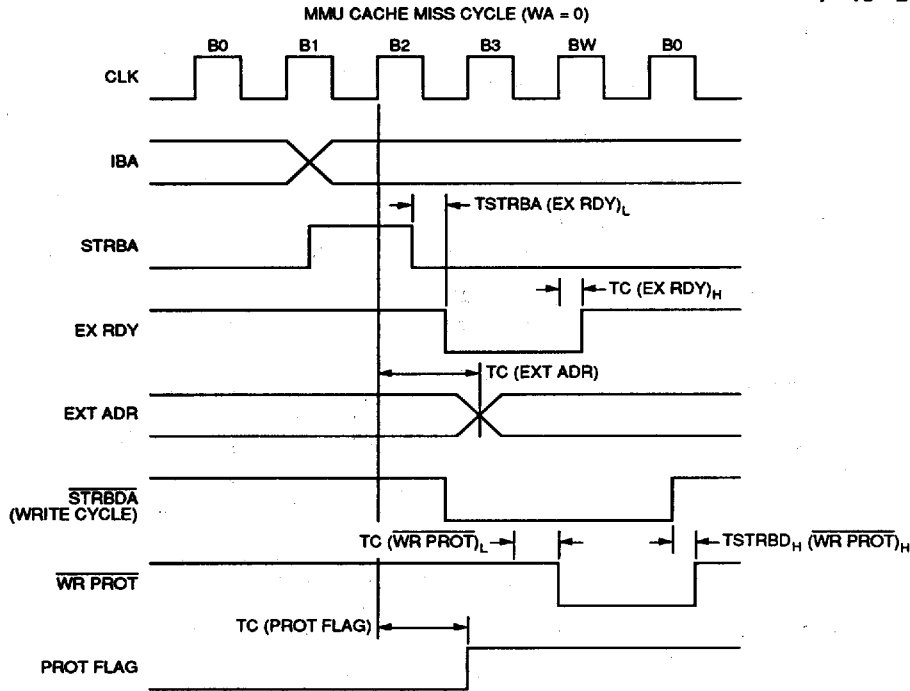 MMU CACHE MISS CYCLE (WA = 0)
B0 B1 B2 B3 BW B0
CLK
IBA
TSTRBA (EX RDY)L
STRBA
TC (EX RDY)H
EX RDY
TC (EXT ADR)
EXT ADR
STRBDA
(WRITE CYCLE)
TC (WR PROT)L
TSTRBDH (WR PROT)H
WR PROT
TC (PROT FLAG)
PROT FLAG